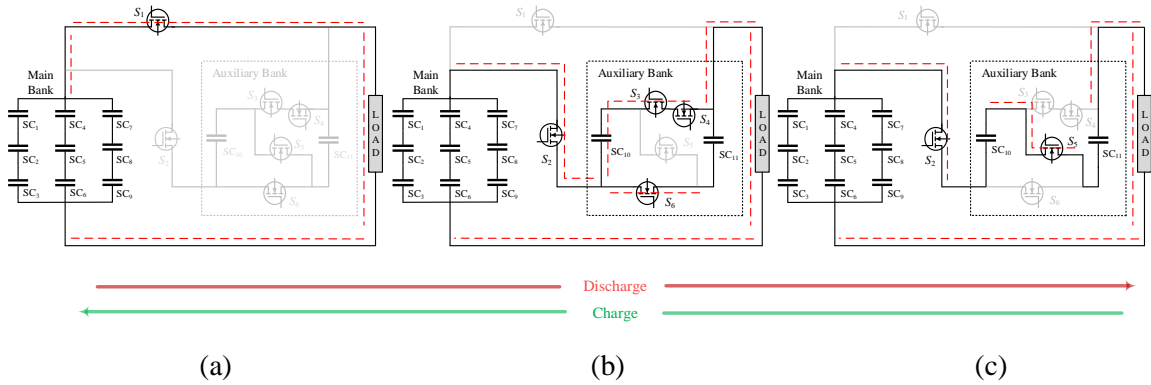 S1
Main
Bank
SC1
SC4
SC7
SC2
SC5
SC8
SC3
SC6
SC9
S2
Auxiliary Bank
S3
S4
SC10
S5
SC11
S6
LOAD
S1
Main
Bank
SC1
SC4
SC7
SC2
SC5
SC8
SC3
SC6
SC9
S2
Auxiliary Bank
S3
S4
SC10
S5
SC11
S6
LOAD
S1
Main
Bank
SC1
SC4
SC7
SC2
SC5
SC8
SC3
SC6
SC9
S2
Auxiliary Bank
S3
S4
SC10
S5
SC11
S6
LOAD
Discharge
Charge
(a)
(b)
(c)